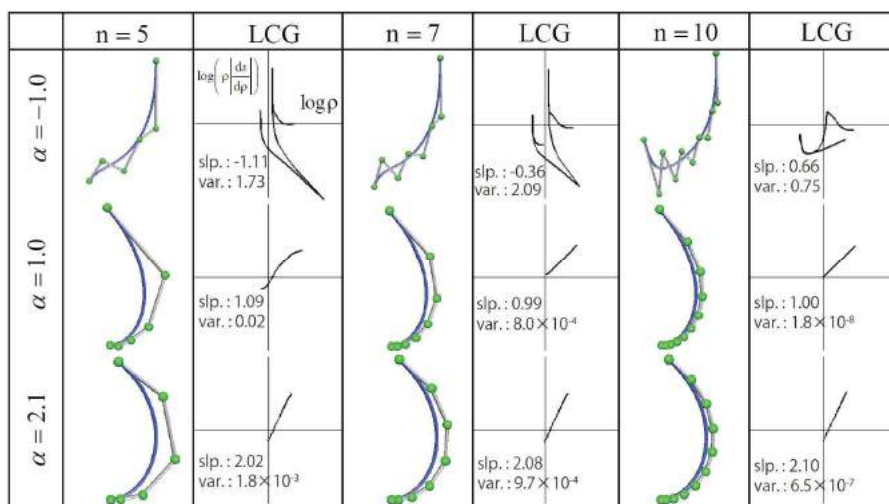 n = 5 LCG n = 7 LCG n = 10 LCG
α = −1.0
log(ρ|ds/dρ|)
logρ
slp. : -1.11
var. : 1.73
slp. : -0.36
var. : 2.09
slp. : 0.66
var. : 0.75
α = 1.0
slp. : 1.09
var. : 0.02
slp. : 0.99
var. : 8.0×10⁻⁴
slp. : 1.00
var. : 1.8×10⁻⁸
α = 2.1
slp. : 2.02
var. : 1.8×10⁻³
slp. : 2.08
var. : 9.7×10⁻⁴
slp. : 2.10
var. : 6.5×10⁻⁷